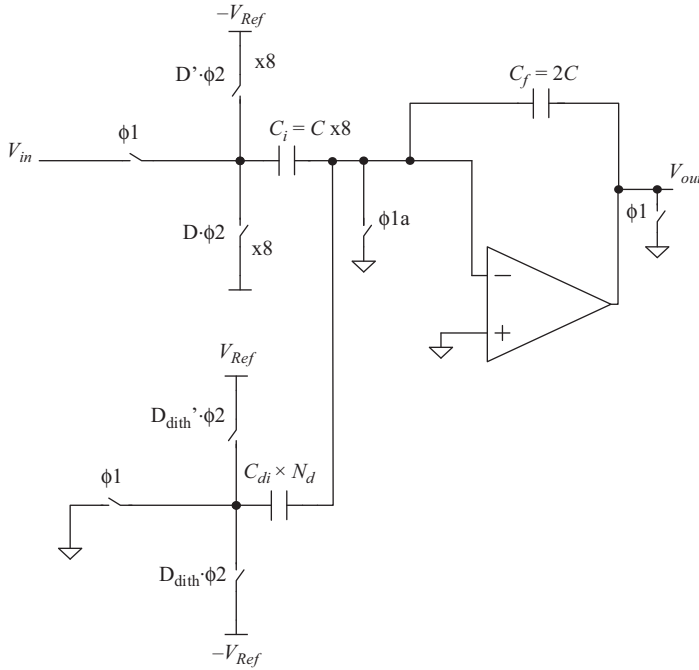 −V_Ref
x8
D'·ϕ2
C_f = 2C
ϕ1
C_i = C x8
V_in
V_out
ϕ1
ϕ1a
D·ϕ2
x8
−
+
V_Ref
D_dith'·ϕ2
ϕ1
C_di × N_d
D_dith·ϕ2
−V_Ref